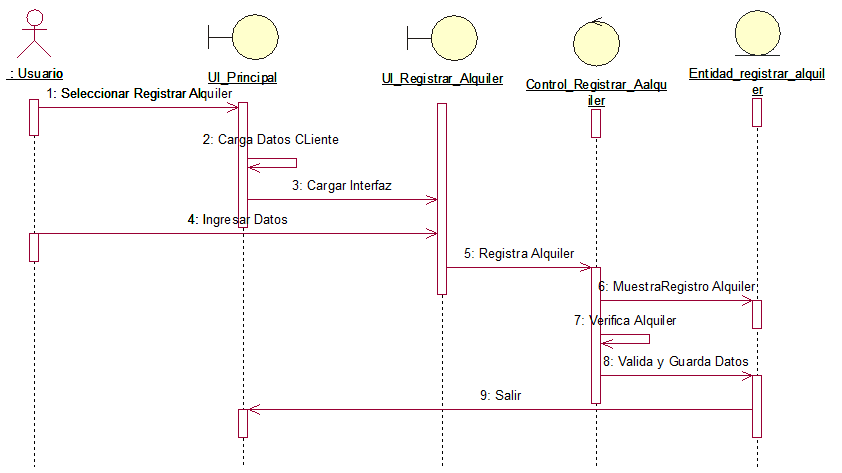 : Usuario
UI_Principal
UI_Registrar_Alquiler
Control_Registrar_Aalqu
iler
Entidad_registrar_alquil
er
1: Seleccionar Registrar Alquiler
2: Carga Datos CLiente
3: Cargar Interfaz
4: Ingresar Datos
5: Registra Alquiler
6: MuestraRegistro Alquiler
7: Verifica Alquiler
8: Valida y Guarda Datos
9: Salir